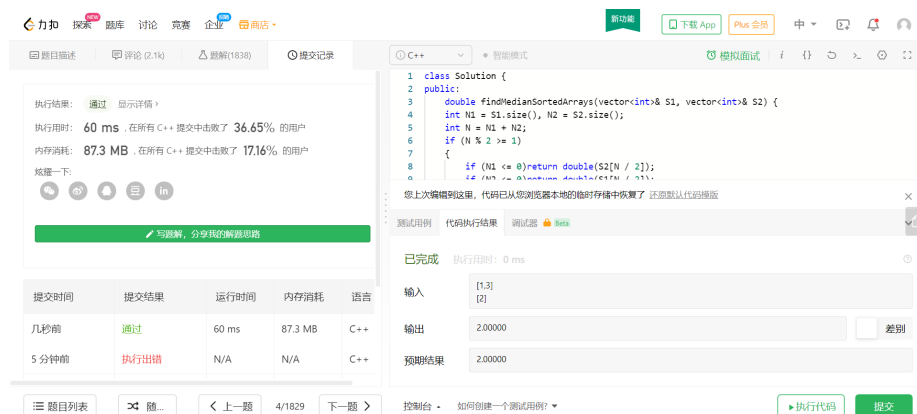 力扣 探索 NEW 题库 讨论 竞赛 企业 商店 新功能 下载 App Plus 会员 中
题目描述 评论 (2.1k) 题解(1838) 提交记录
执行结果: 通过 显示详情 ›
执行用时: 60 ms , 在所有 C++ 提交中击败了 36.65% 的用户
内存消耗: 87.3 MB , 在所有 C++ 提交中击败了 17.16% 的用户
炫耀一下:
豆 in
写题解, 分享我的解题思路
提交时间 提交结果 运行时间 内存消耗 语言
几秒前 通过 60 ms 87.3 MB C++
5 分钟前 执行出错 N/A N/A C++
题目列表 随... 上一题 4/1829 下一题
C++ 智能模式 模拟面试 i {}
1 class Solution {
2 public:
3 double findMedianSortedArrays(vector<int>& S1, vector<int>& S2) {
4 int N1 = S1.size(), N2 = S2.size();
5 int N = N1 + N2;
6 if (N % 2 >= 1)
7 {
8 if (N1 <= 0)return double(S2[N / 2]);
9 if (N2 <= 0)return double(S1[N / 2]);
您上次编辑到这里, 代码已从您浏览器本地的临时存储中恢复了 还原默认代码模版
测试用例 代码执行结果 调试器 Beta
已完成 执行用时: 0 ms
输入
[1,3]
[2]
输出 2.00000 差别
预期结果 2.00000
控制台 如何创建一个测试用例? 执行代码 提交